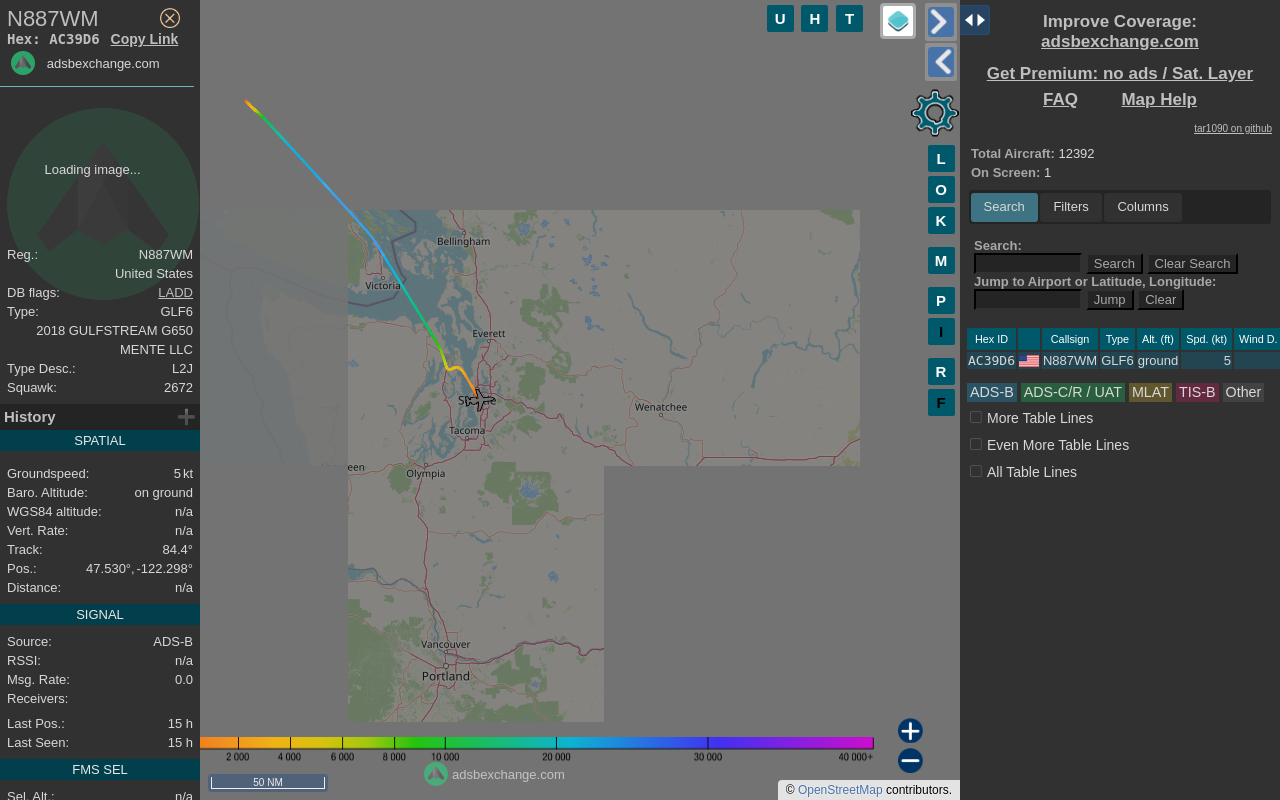 N887WM
Hex: AC39D6 Copy Link
adsbexchange.com
Loading image...
Reg.: N887WM
United States
DB flags: LADD
Type: GLF6
2018 GULFSTREAM G650
MENTE LLC
Type Desc.: L2J
Squawk: 2672
History
SPATIAL
Groundspeed: 5 kt
Baro. Altitude: on ground
WGS84 altitude: n/a
Vert. Rate: n/a
Track: 84.4°
Pos.: 47.530°, -122.298°
Distance: n/a
SIGNAL
Source: ADS-B
RSSI: n/a
Msg. Rate: 0.0
Receivers:
Last Pos.: 15 h
Last Seen: 15 h
FMS SEL
Sel. Alt.: n/a
U H T
L
O
K
M
P
I
R
F
Bellingham
Victoria
Everett
Wenatchee
Tacoma
Olympia
Vancouver
Portland
2 000 4 000 6 000 8 000 10 000 20 000 30 000 40 000+
adsbexchange.com
50 NM
© OpenStreetMap contributors.
Improve Coverage:
adsbexchange.com
Get Premium: no ads / Sat. Layer
FAQ Map Help
tar1090 on github
Total Aircraft: 12392
On Screen: 1
Search Filters Columns
Search:
Search Clear Search
Jump to Airport or Latitude, Longitude:
Jump Clear
Hex ID Callsign Type Alt. (ft) Spd. (kt) Wind D.
AC39D6 N887WM GLF6 ground 5
ADS-B ADS-C/R / UAT MLAT TIS-B Other
More Table Lines
Even More Table Lines
All Table Lines